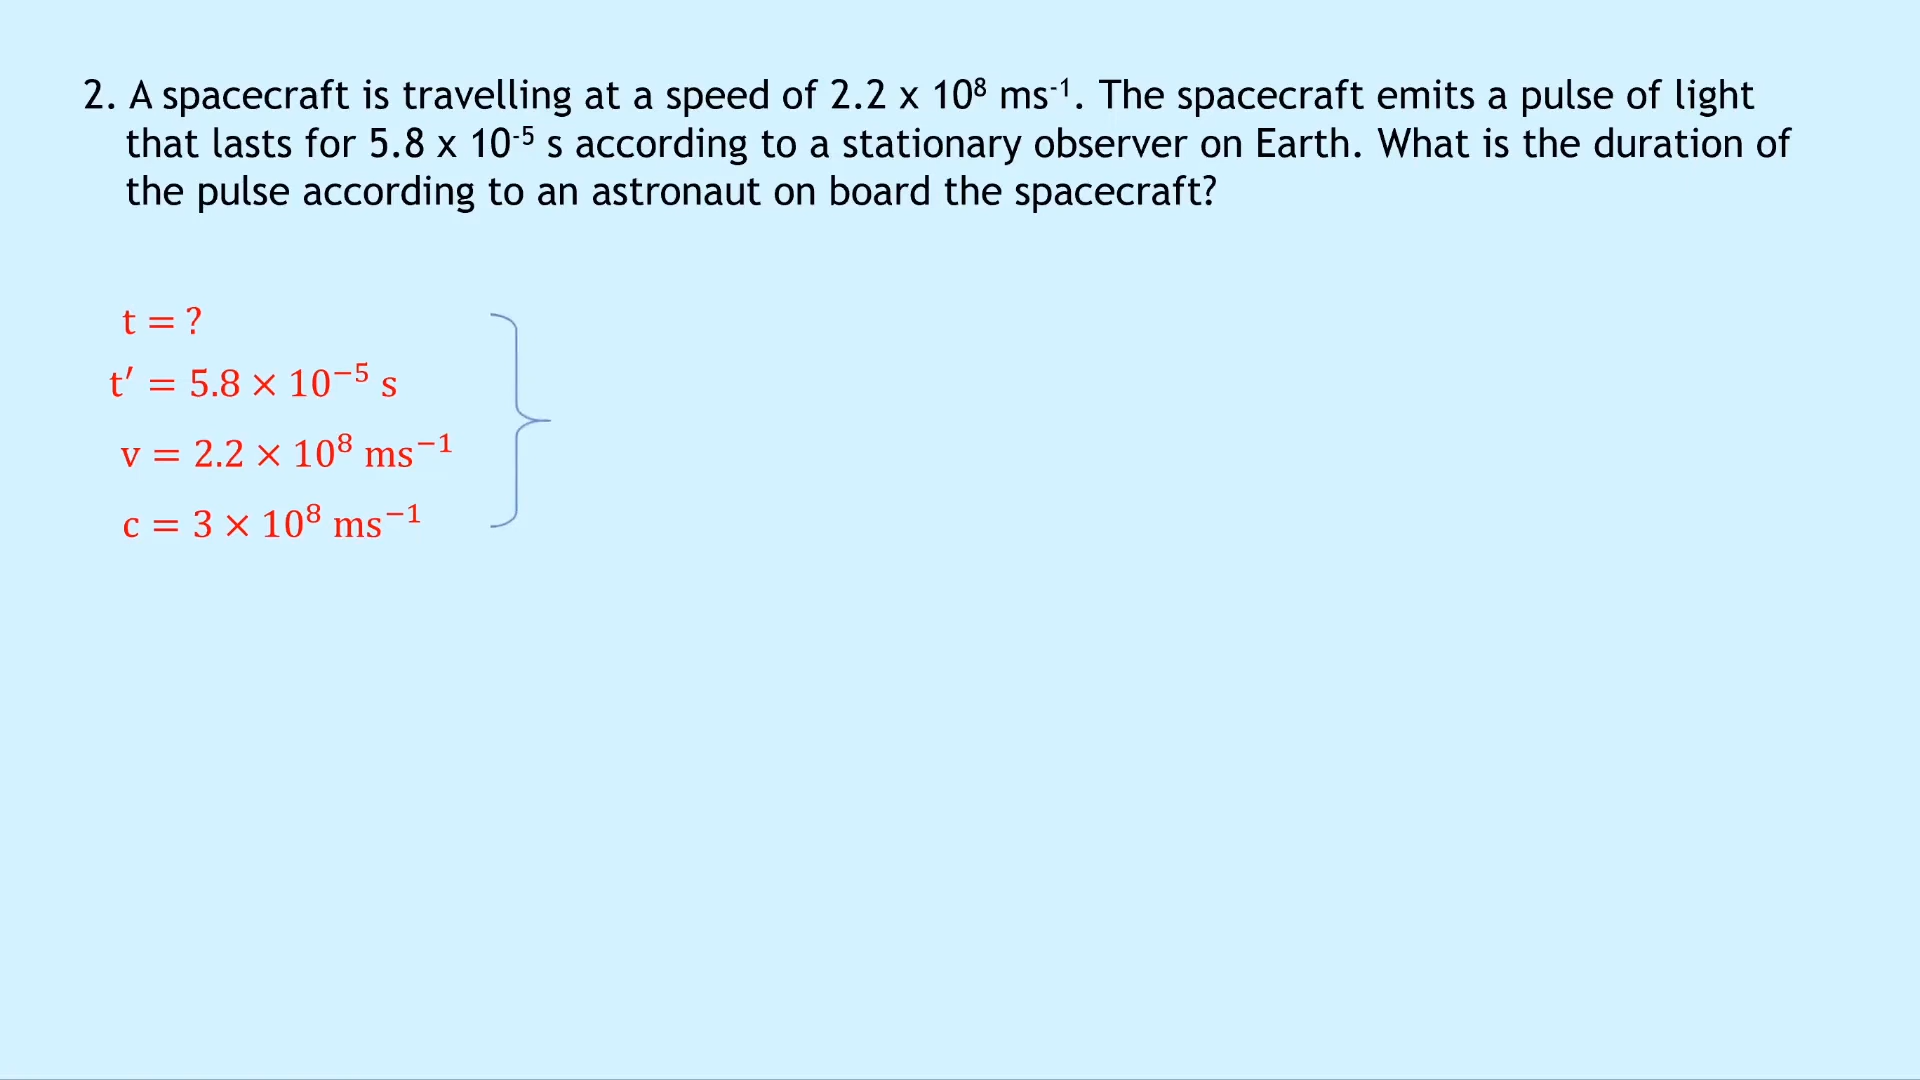 2. A spacecraft is travelling at a speed of 2.2 x 10⁸ ms⁻¹. The spacecraft emits a pulse of light
that lasts for 5.8 x 10⁻⁵ s according to a stationary observer on Earth. What is the duration of
the pulse according to an astronaut on board the spacecraft?
t = ?
t′ = 5.8 × 10⁻⁵ s
v = 2.2 × 10⁸ ms⁻¹
c = 3 × 10⁸ ms⁻¹